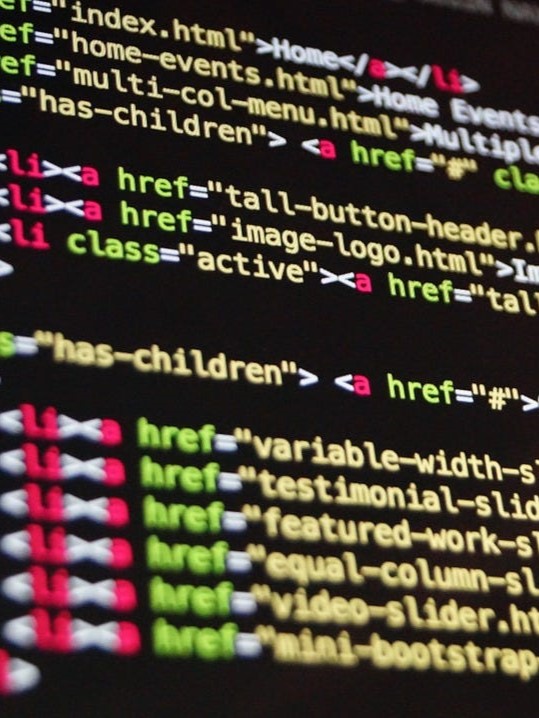 ef="index.html">Home</a></li>
ef="home-events.html">Home Events
ef="multi-col-menu.html">Multiple
="has-children"> <a href="#" cla
<li><a href="tall-button-header.
<li><a href="image-logo.html">Im
<li class="active"><a href="tal
>
s="has-children"> <a href="#">
<li><a href="variable-width-sl
<li><a href="testimonial-slid
<li><a href="featured-work-sl
<li><a href="equal-column-sl
<li><a href="video-slider.ht
<li><a href="mini-bootstrap-
>